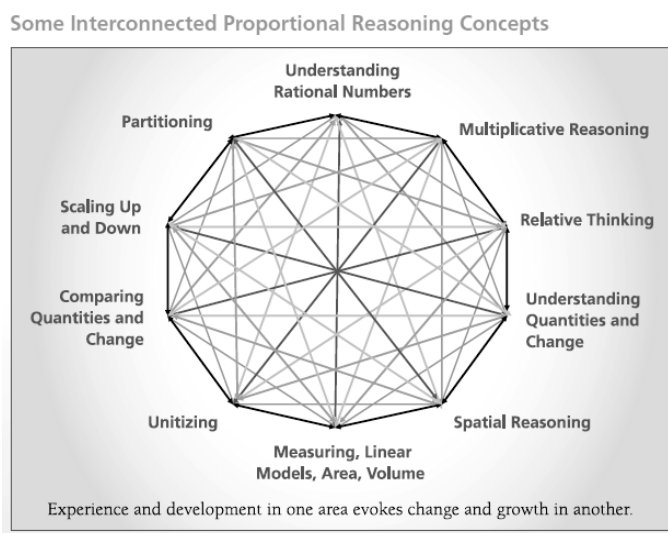 Some Interconnected Proportional Reasoning Concepts
Understanding
Rational Numbers
Partitioning
Multiplicative Reasoning
Scaling Up
and Down
Relative Thinking
Comparing
Quantities and
Change
Understanding
Quantities and
Change
Unitizing
Spatial Reasoning
Measuring, Linear
Models, Area, Volume
Experience and development in one area evokes change and growth in another.